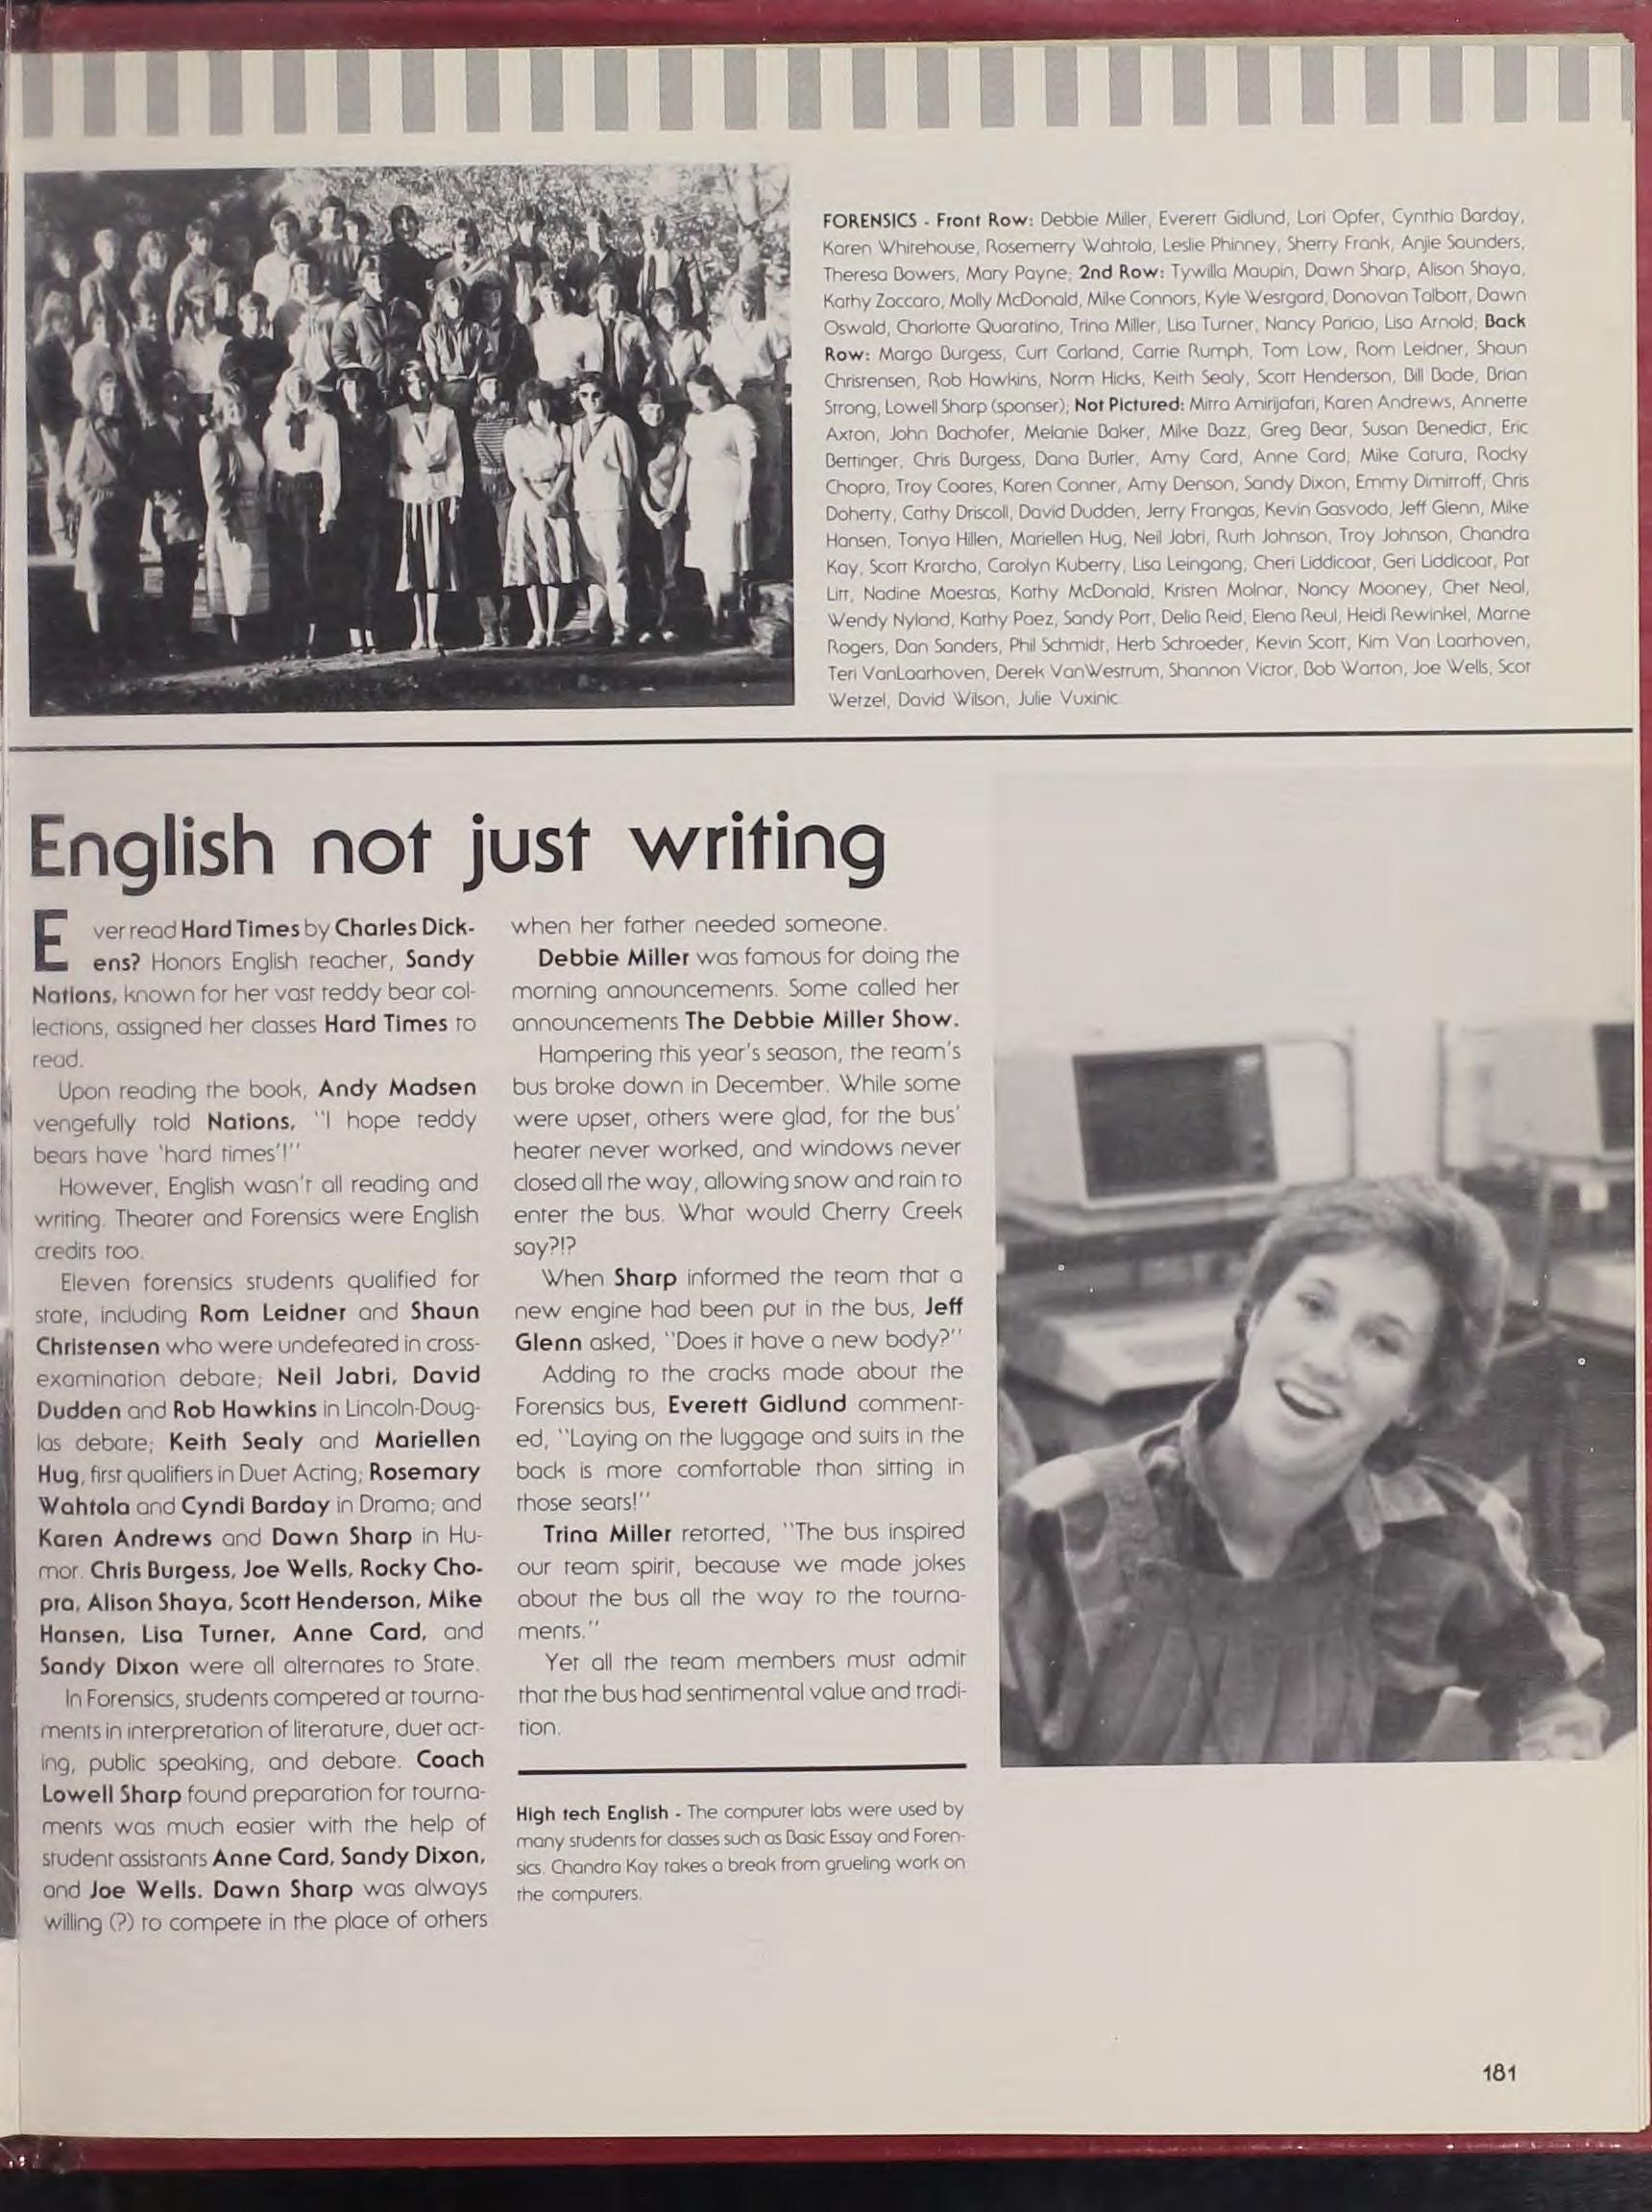 FORENSICS - Front Row: Debbie Miller, Everett Gidlund, Lori Opfer, Cynthia Barday,
Karen Whitehouse, Rosemerry Wahtola, Leslie Phinney, Sherry Frank, Anjie Saunders,
Theresa Bowers, Mary Payne; 2nd Row: Tywilla Maupin, Dawn Sharp, Alison Shaya,
Kathy Zaccaro, Molly McDonald, Mike Connors, Kyle Westgard, Donovan Talbott, Dawn
Oswald, Charlotte Quaratino, Trina Miller, Lisa Turner, Nancy Paricio, Lisa Arnold; Back
Row: Margo Burgess, Curt Carland, Carrie Rumph, Tom Low, Rom Leidner, Shaun
Christensen, Rob Hawkins, Norm Hicks, Keith Sealy, Scott Henderson, Bill Bade, Brian
Strong, Lowell Sharp (sponser); Not Pictured: Mitra Amirijafari, Karen Andrews, Annette
Axton, John Bachofer, Melanie Baker, Mike Bazz, Greg Bear, Susan Benedict, Eric
Bettinger, Chris Burgess, Dana Butler, Amy Card, Anne Card, Mike Catura, Rocky
Chopra, Troy Coates, Karen Conner, Amy Denson, Sandy Dixon, Emmy Dimitroff, Chris
Doherty, Cathy Driscoll, David Dudden, Jerry Frangas, Kevin Gasvoda, Jeff Glenn, Mike
Hansen, Tonya Hillen, Mariellen Hug, Neil Jabri, Ruth Johnson, Troy Johnson, Chandra
Kay, Scott Kratcha, Carolyn Kuberry, Lisa Leingang, Cheri Liddicoat, Geri Liddicoat, Pat
Litt, Nadine Maestas, Kathy McDonald, Kristen Molnar, Nancy Mooney, Chet Neal,
Wendy Nyland, Kathy Paez, Sandy Port, Delia Reid, Elena Reul, Heidi Rewinkel, Marne
Rogers, Dan Sanders, Phil Schmidt, Herb Schroeder, Kevin Scott, Kim Van Laarhoven,
Teri VanLaarhoven, Derek VanWestrum, Shannon Victor, Bob Warton, Joe Wells, Scot
Wetzel, David Wilson, Julie Vuxinic
English not just writing
Ever read Hard Times by Charles Dick-
ens? Honors English teacher, Sandy
Nations, known for her vast teddy bear col-
lections, assigned her classes Hard Times to
read.
Upon reading the book, Andy Madsen
vengefully told Nations, "I hope teddy
bears have 'hard times'!"
However, English wasn't all reading and
writing. Theater and Forensics were English
credits too.
Eleven forensics students qualified for
state, including Rom Leidner and Shaun
Christensen who were undefeated in cross-
examination debate; Neil Jabri, David
Dudden and Rob Hawkins in Lincoln-Doug-
las debate; Keith Sealy and Mariellen
Hug, first qualifiers in Duet Acting; Rosemary
Wahtola and Cyndi Barday in Drama; and
Karen Andrews and Dawn Sharp in Hu-
mor. Chris Burgess, Joe Wells, Rocky Cho-
pra, Alison Shaya, Scott Henderson, Mike
Hansen, Lisa Turner, Anne Card, and
Sandy Dixon were all alternates to State.
In Forensics, students competed at tourna-
ments in interpretation of literature, duet act-
ing, public speaking, and debate. Coach
Lowell Sharp found preparation for tourna-
ments was much easier with the help of
student assistants Anne Card, Sandy Dixon,
and Joe Wells. Dawn Sharp was always
willing (?) to compete in the place of others
when her father needed someone.
Debbie Miller was famous for doing the
morning announcements. Some called her
announcements The Debbie Miller Show.
Hampering this year's season, the team's
bus broke down in December. While some
were upset, others were glad, for the bus'
heater never worked, and windows never
closed all the way, allowing snow and rain to
enter the bus. What would Cherry Creek
say?!?
When Sharp informed the team that a
new engine had been put in the bus, Jeff
Glenn asked, "Does it have a new body?"
Adding to the cracks made about the
Forensics bus, Everett Gidlund comment-
ed, "Laying on the luggage and suits in the
back is more comfortable than sitting in
those seats!"
Trina Miller retorted, "The bus inspired
our team spirit, because we made jokes
about the bus all the way to the tourna-
ments."
Yet all the team members must admit
that the bus had sentimental value and tradi-
tion.
High tech English - The computer labs were used by
many students for classes such as Basic Essay and Foren-
sics. Chandra Kay takes a break from grueling work on
the computers.
181